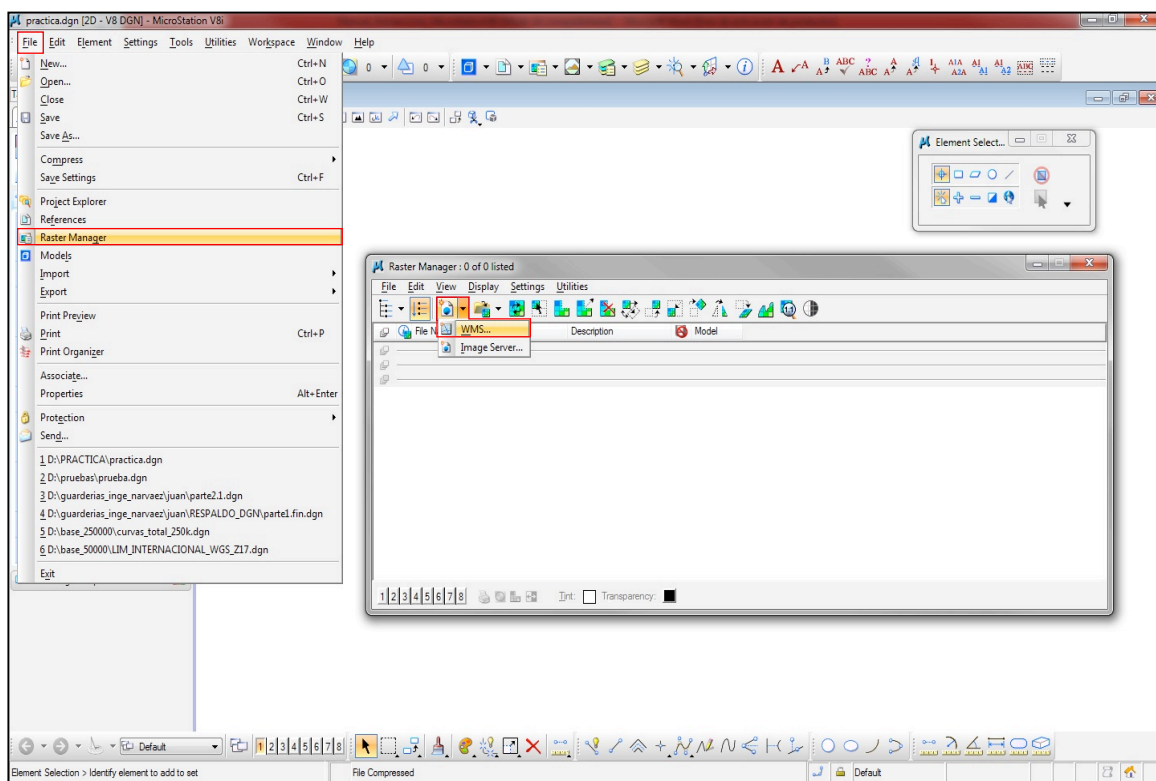 practica.dgn [2D - V8 DGN] - MicroStation V8i
File Edit Element Settings Tools Utilities Workspace Window Help
New... Ctrl+N
Open... Ctrl+O
Close Ctrl+W
Save Ctrl+S
Save As...
Compress
Save Settings Ctrl+F
Project Explorer
References
Raster Manager
Models
Import
Export
Print Preview
Print Ctrl+P
Print Organizer
Associate...
Properties Alt+Enter
Protection
Send...
1 D:\PRACTICA\practica.dgn
2 D:\pruebas\prueba.dgn
3 D:\guarderias_inge_narvaez\juan\parte2.1.dgn
4 D:\guarderias_inge_narvaez\juan\RESPALDO_DGN\parte1.fin.dgn
5 D:\base_250000\curvas_total_250k.dgn
6 D:\base_50000\LIM_INTERNACIONAL_WGS_Z17.dgn
Exit
0 0
Element Select...
Raster Manager : 0 of 0 listed
File Edit View Display Settings Utilities
File N Description Model
WMS...
Image Server...
1 2 3 4 5 6 7 8 Tint: Transparency:
Default 1 2 3 4 5 6 7 8
Element Selection > Identify element to add to set File Compressed Default